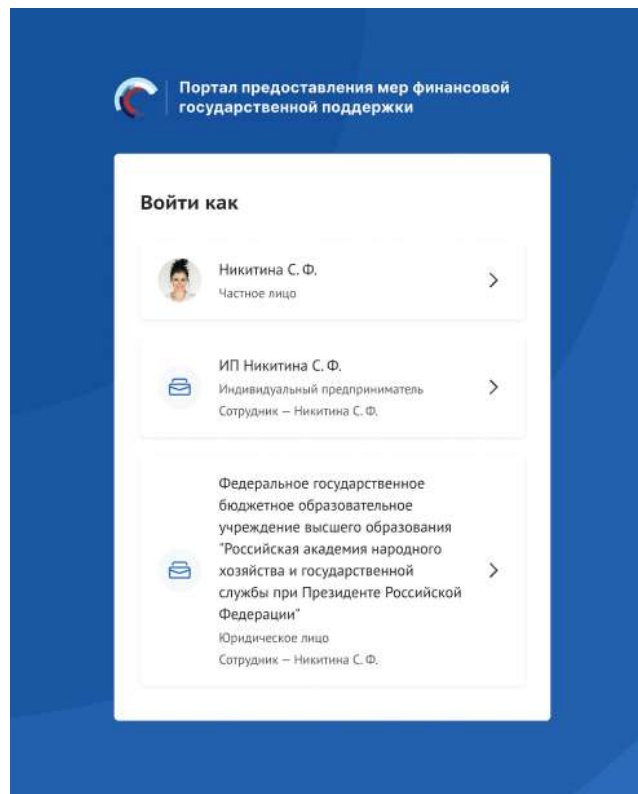 Портал предоставления мер финансовой
государственной поддержки
Войти как
Никитина С. Ф.
Частное лицо
ИП Никитина С. Ф.
Индивидуальный предприниматель
Сотрудник — Никитина С. Ф.
Федеральное государственное
бюджетное образовательное
учреждение высшего образования
"Российская академия народного
хозяйства и государственной
службы при Президенте Российской
Федерации"
Юридическое лицо
Сотрудник — Никитина С. Ф.